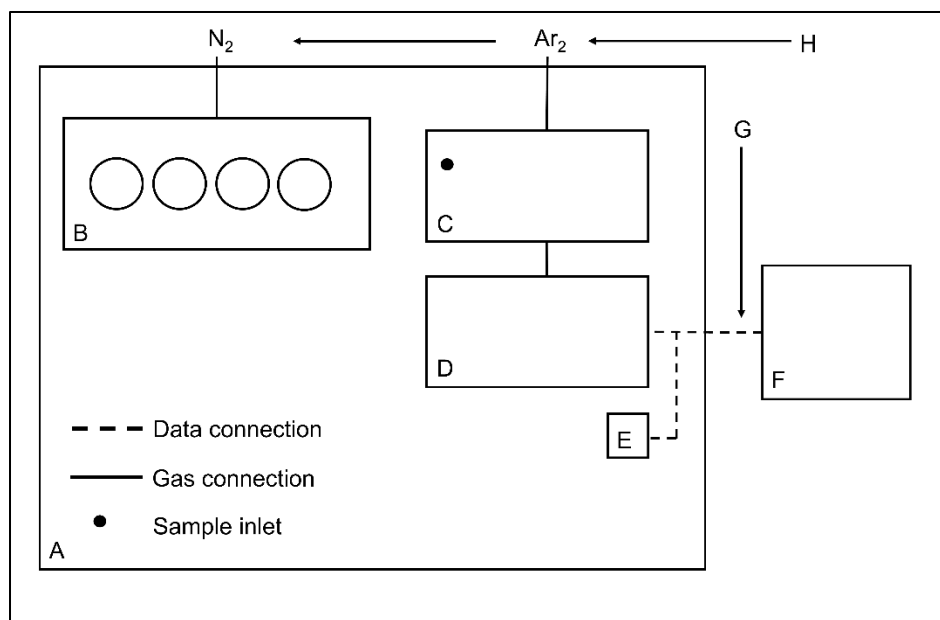 N₂
Ar₂
H
G
B
C
D
E
F
Data connection
Gas connection
Sample inlet
A